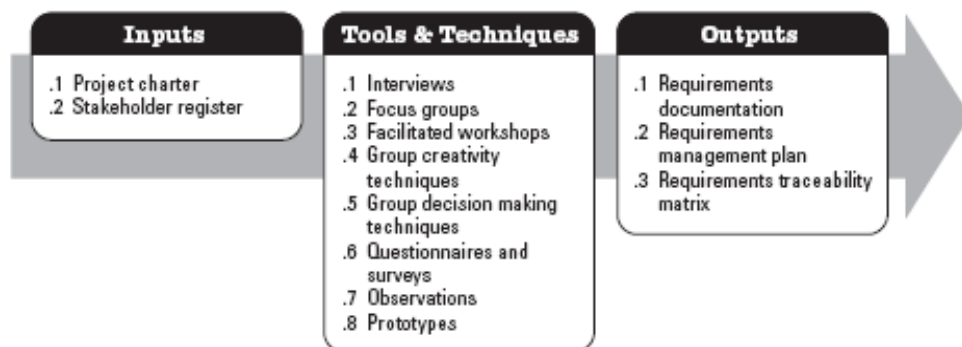 Inputs
.1 Project charter
.2 Stakeholder register
Tools & Techniques
.1 Interviews
.2 Focus groups
.3 Facilitated workshops
.4 Group creativity
techniques
.5 Group decision making
techniques
.6 Questionnaires and
surveys
.7 Observations
.8 Prototypes
Outputs
.1 Requirements
documentation
.2 Requirements
management plan
.3 Requirements traceability
matrix